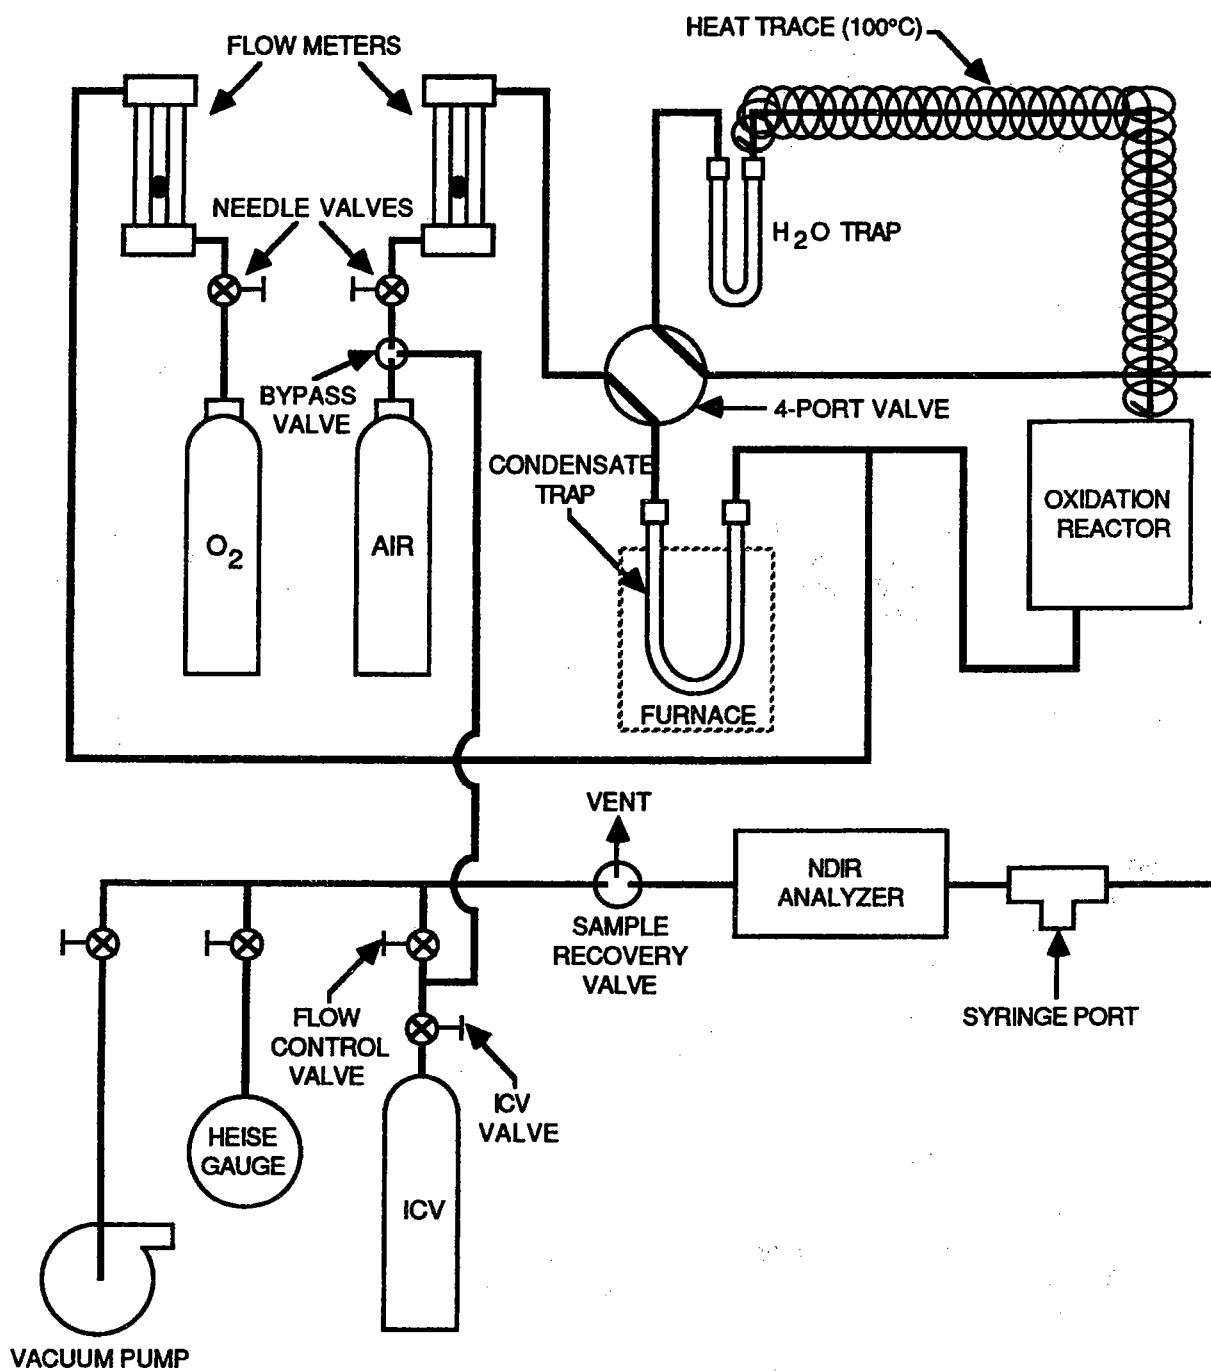 HEAT TRACE (100°C)
FLOW METERS
NEEDLE VALVES
H2O TRAP
BYPASS
VALVE
4-PORT VALVE
CONDENSATE
TRAP
OXIDATION
REACTOR
O2
AIR
FURNACE
VENT
NDIR
ANALYZER
SAMPLE
RECOVERY
VALVE
SYRINGE PORT
FLOW
CONTROL
VALVE
ICV
VALVE
HEISE
GAUGE
ICV
VACUUM PUMP